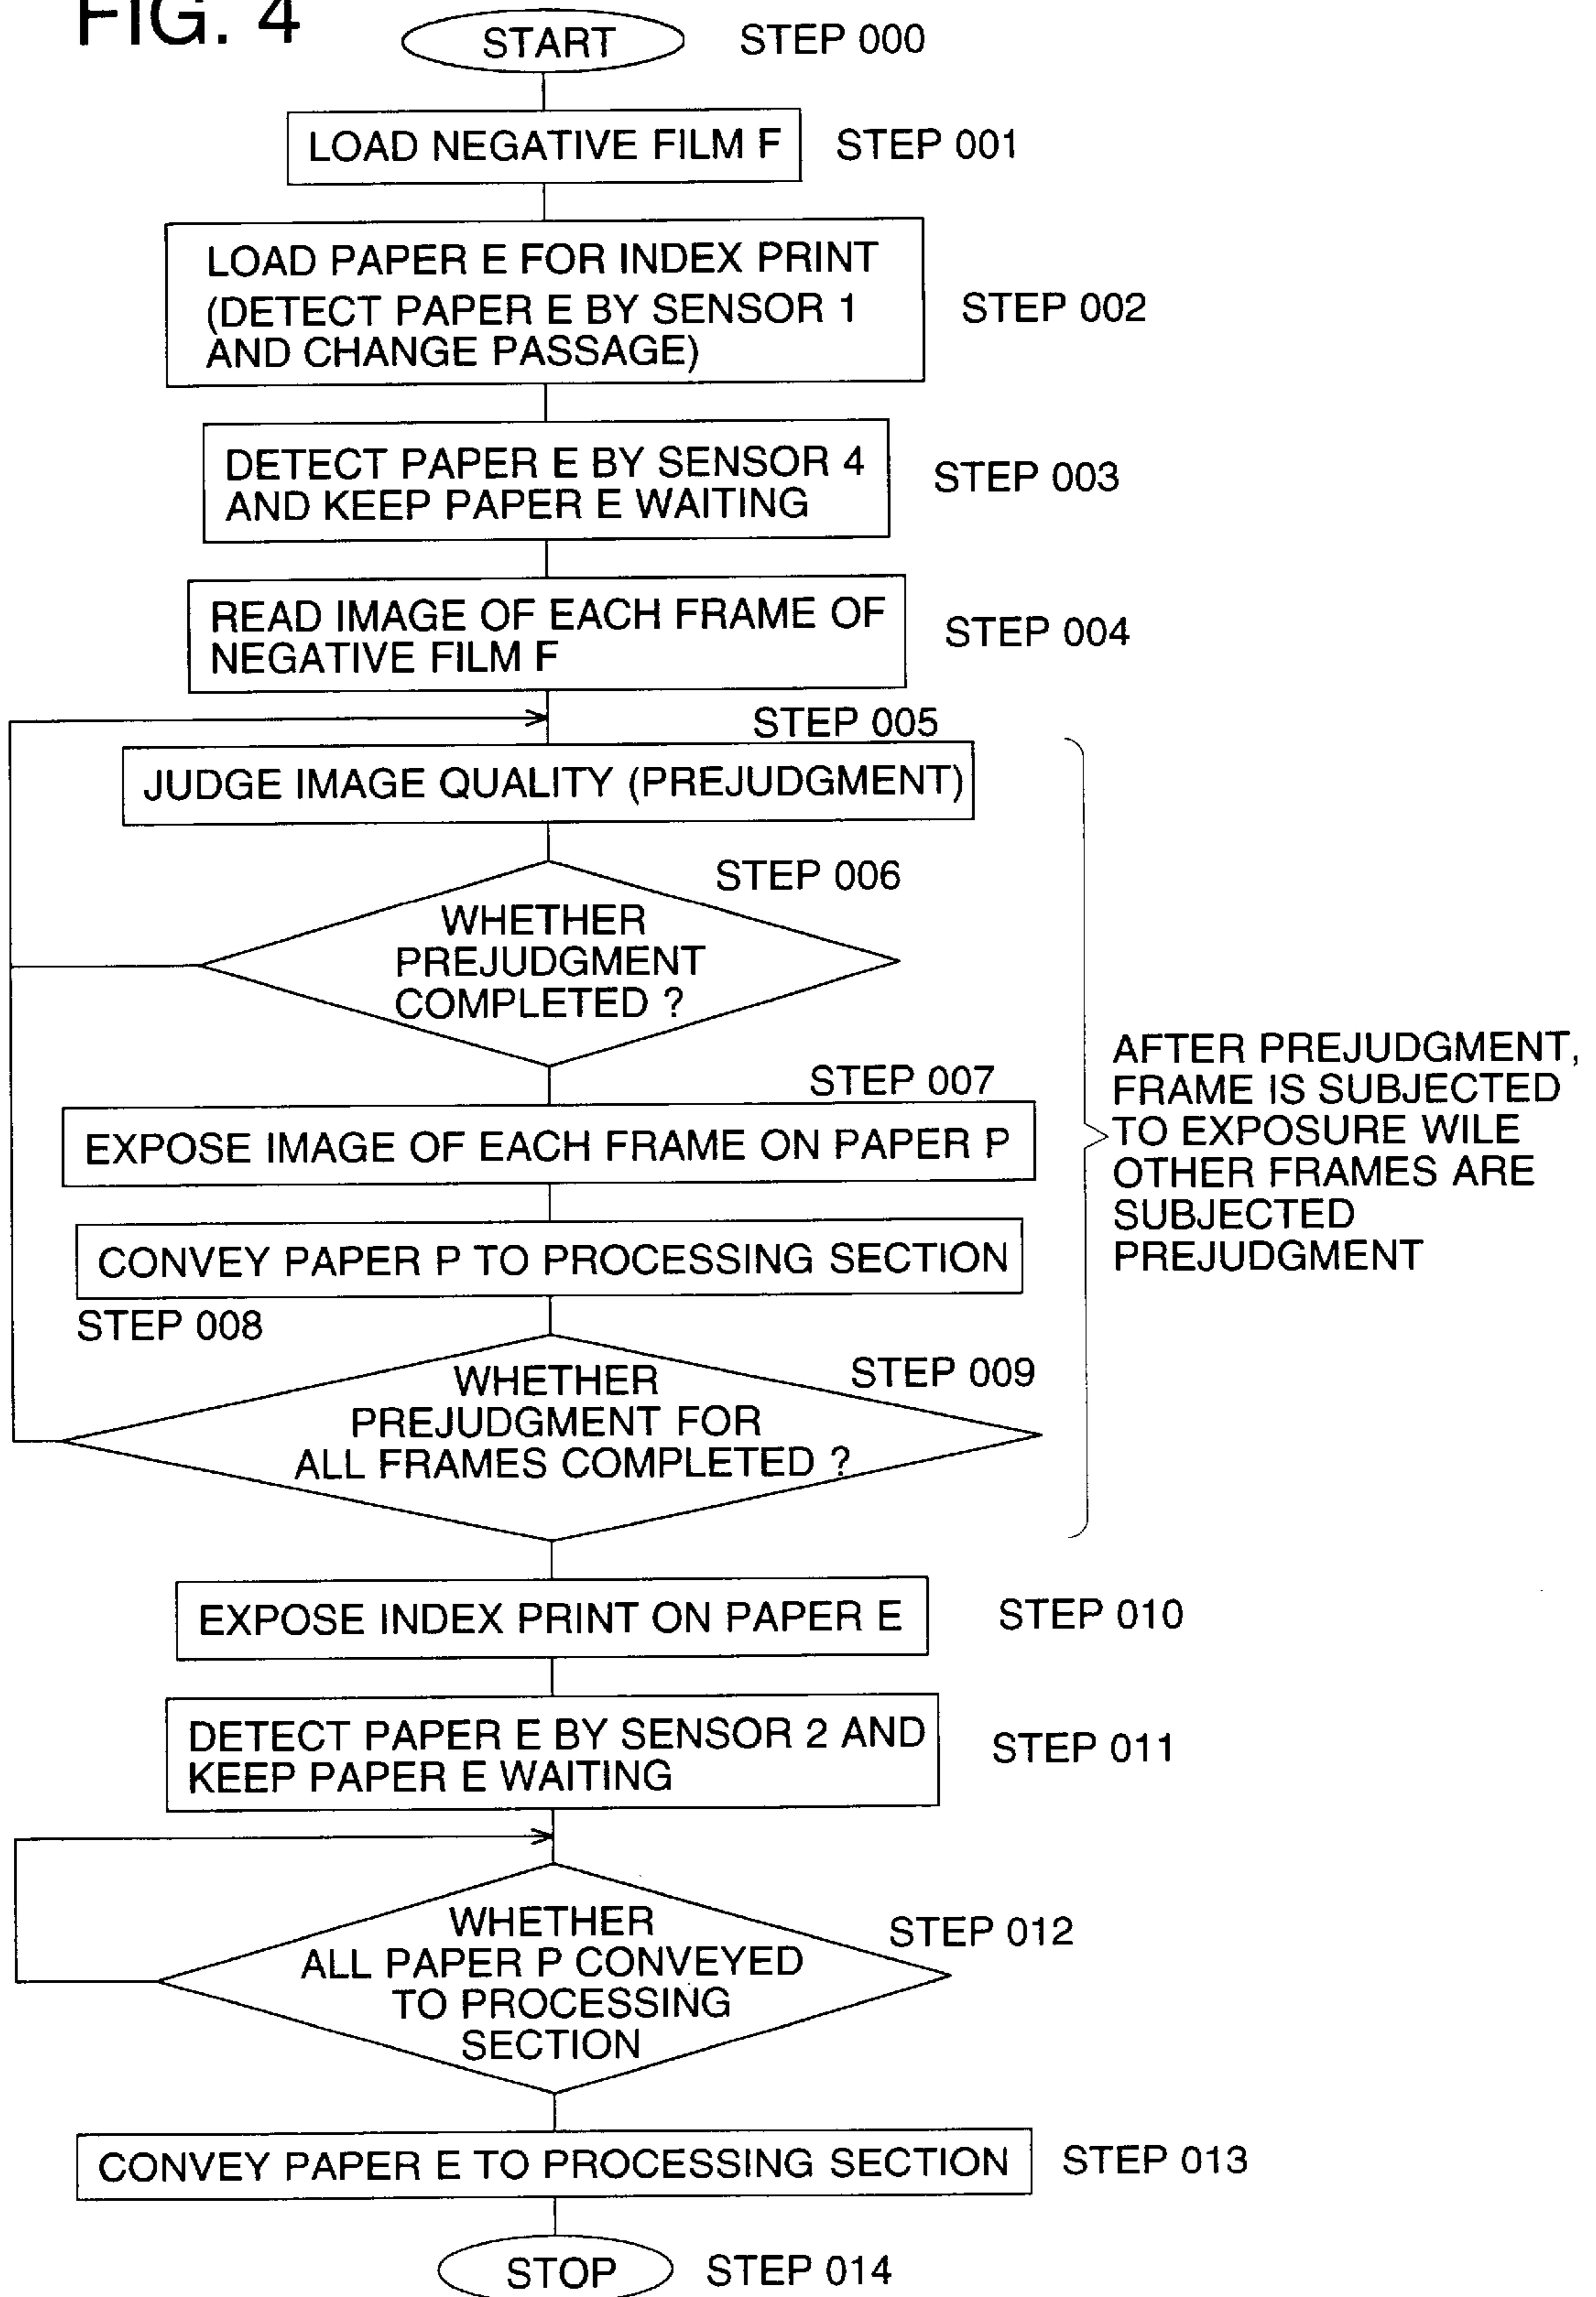 FIG. 4
START STEP 000
LOAD NEGATIVE FILM F STEP 001
LOAD PAPER E FOR INDEX PRINT
(DETECT PAPER E BY SENSOR 1
AND CHANGE PASSAGE)
STEP 002
DETECT PAPER E BY SENSOR 4
AND KEEP PAPER E WAITING
STEP 003
READ IMAGE OF EACH FRAME OF
NEGATIVE FILM F
STEP 004
STEP 005
JUDGE IMAGE QUALITY (PREJUDGMENT)
STEP 006
WHETHER
PREJUDGMENT
COMPLETED ?
STEP 007
EXPOSE IMAGE OF EACH FRAME ON PAPER P
CONVEY PAPER P TO PROCESSING SECTION
STEP 008
STEP 009
WHETHER
PREJUDGMENT FOR
ALL FRAMES COMPLETED ?
AFTER PREJUDGMENT,
FRAME IS SUBJECTED
TO EXPOSURE WILE
OTHER FRAMES ARE
SUBJECTED
PREJUDGMENT
EXPOSE INDEX PRINT ON PAPER E STEP 010
DETECT PAPER E BY SENSOR 2 AND
KEEP PAPER E WAITING
STEP 011
WHETHER
ALL PAPER P CONVEYED
TO PROCESSING
SECTION
STEP 012
CONVEY PAPER E TO PROCESSING SECTION STEP 013
STOP STEP 014